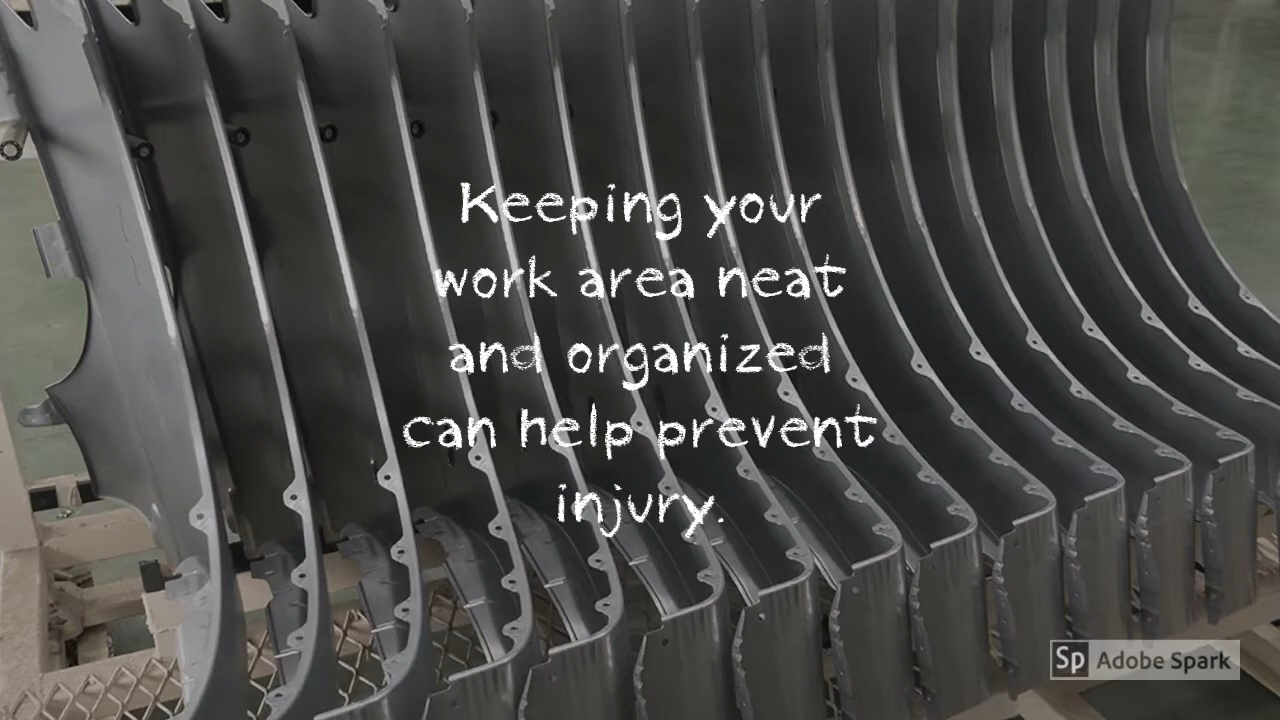 Keeping your
work area neat
and organized
can help prevent
injury.
Sp Adobe Spark